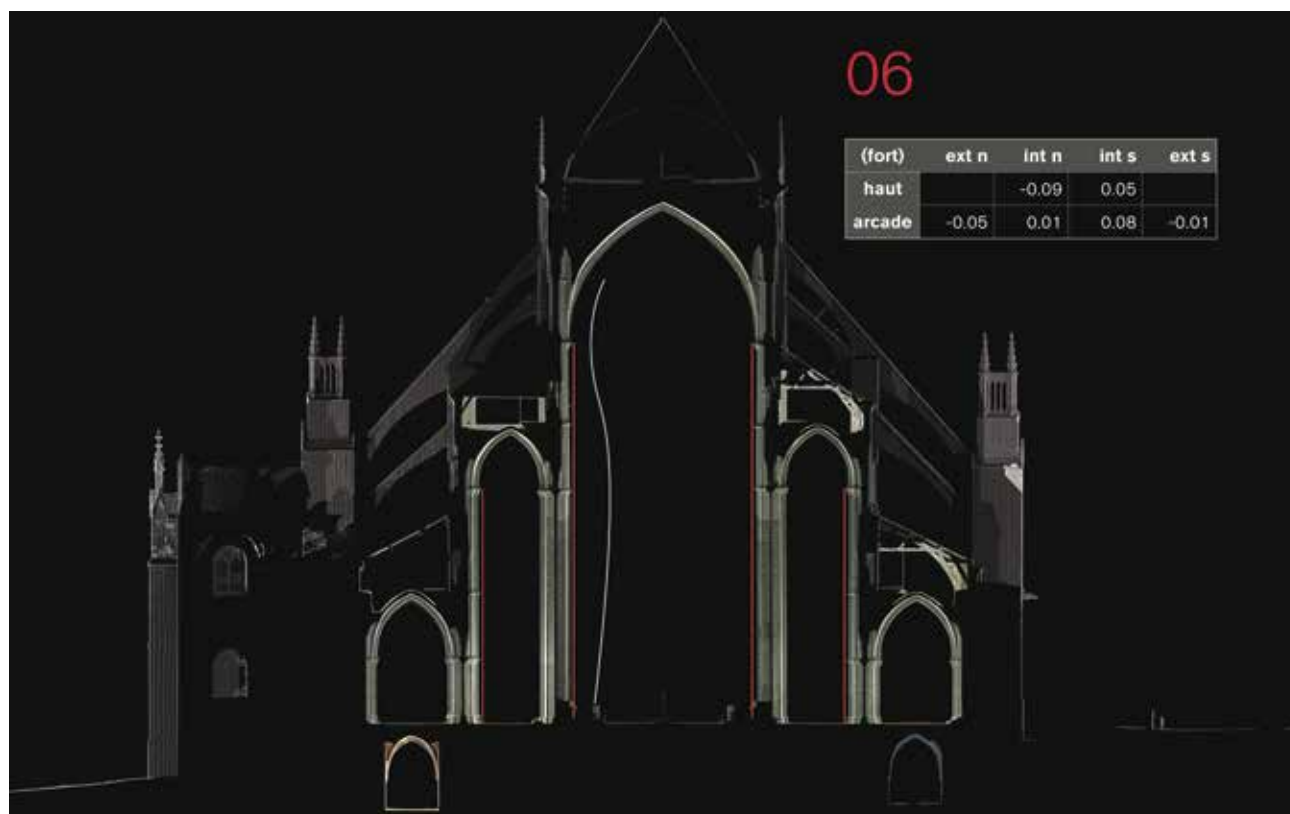 06
(fort) ext n int n int s ext s
haut -0.09 0.05
arcade -0.05 0.01 0.08 -0.01